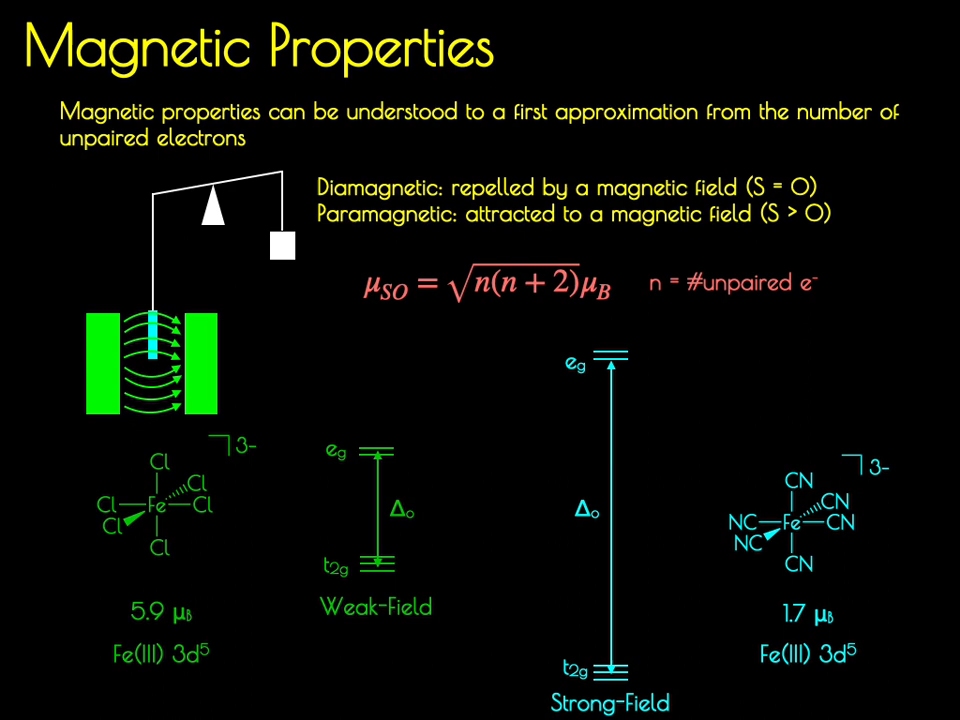 Magnetic Properties
Magnetic properties can be understood to a first approximation from the number of
unpaired electrons
Diamagnetic: repelled by a magnetic field (S = 0)
Paramagnetic: attracted to a magnetic field (S > 0)
μSO = √n(n + 2)μB
n = #unpaired e⁻
eg
Δo
t2g
Strong-Field
eg
Δo
t2g
Weak-Field
3-
Cl
Cl
Cl Fe Cl
Cl
Cl
5.9 μB
Fe(III) 3d⁵
3-
CN
CN
NC Fe CN
NC
CN
1.7 μB
Fe(III) 3d⁵